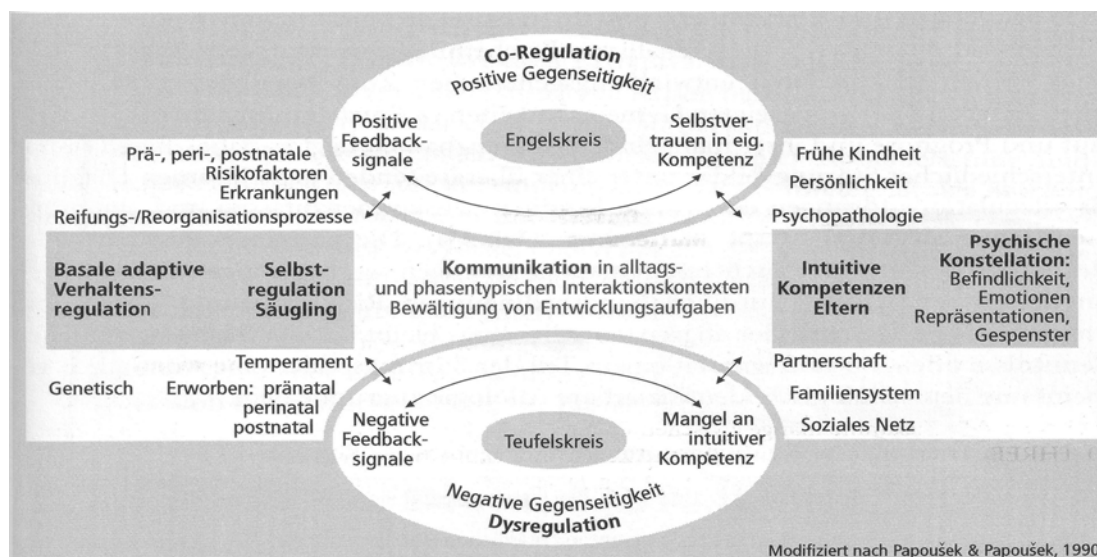 Co-Regulation
Positive Gegenseitigkeit
Positive
Feedback-
signale
Engelskreis
Selbstver-
trauen in eig.
Kompetenz
Prä-, peri-, postnatale
Risikofaktoren
Erkrankungen
Reifungs-/Reorganisationsprozesse
Frühe Kindheit
Persönlichkeit
Psychopathologie
Basale adaptive
Verhaltens-
regulation
Selbst-
regulation
Säugling
Kommunikation in alltags-
und phasentypischen Interaktionskontexten
Bewältigung von Entwicklungsaufgaben
Intuitive
Kompetenzen
Eltern
Psychische
Konstellation:
Befindlichkeit,
Emotionen
Repräsentationen,
Gespenster
Temperament
Genetisch
Erworben: pränatal
perinatal
postnatal
Partnerschaft
Familiensystem
Soziales Netz
Negative
Feedback-
signale
Teufelskreis
Mangel an
intuitiver
Kompetenz
Negative Gegenseitigkeit
Dysregulation
Modifiziert nach Papoušek & Papoušek, 1990